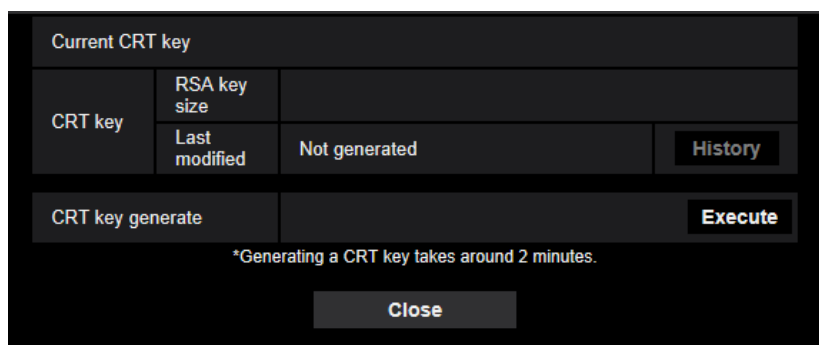 Current CRT key
CRT key
RSA key
size
Last
modified
Not generated
History
CRT key generate
Execute
*Generating a CRT key takes around 2 minutes.
Close